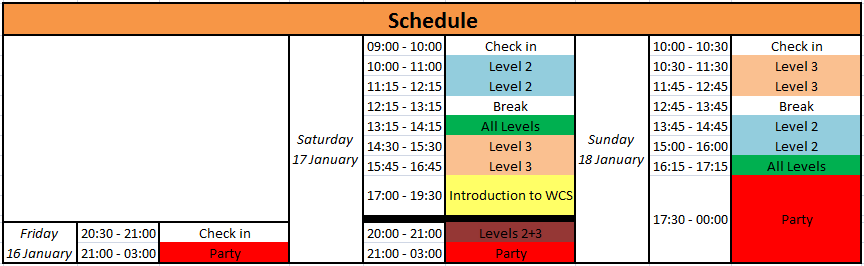 Schedule
Friday
16 January
20:30 - 21:00 Check in
21:00 - 03:00 Party
Saturday
17 January
09:00 - 10:00 Check in
10:00 - 11:00 Level 2
11:15 - 12:15 Level 2
12:15 - 13:15 Break
13:15 - 14:15 All Levels
14:30 - 15:30 Level 3
15:45 - 16:45 Level 3
17:00 - 19:30 Introduction to WCS
20:00 - 21:00 Levels 2+3
21:00 - 03:00 Party
Sunday
18 January
10:00 - 10:30 Check in
10:30 - 11:30 Level 3
11:45 - 12:45 Level 3
12:45 - 13:45 Break
13:45 - 14:45 Level 2
15:00 - 16:00 Level 2
16:15 - 17:15 All Levels
17:30 - 00:00 Party